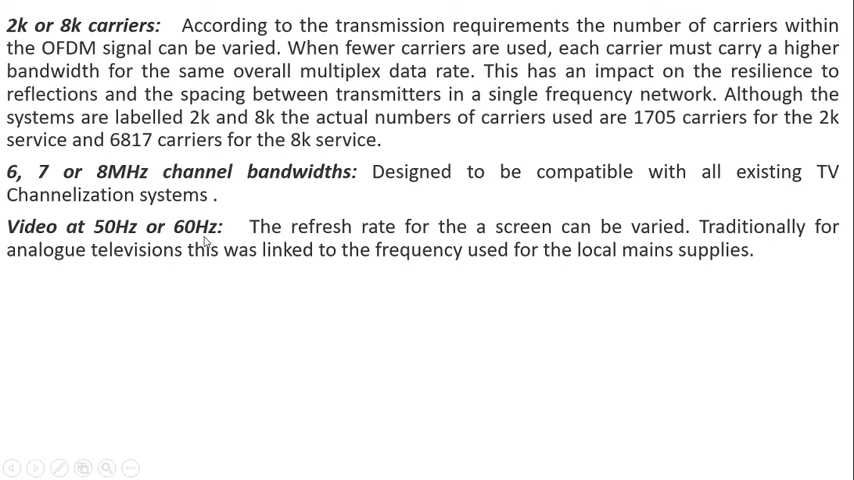 2k or 8k carriers: According to the transmission requirements the number of carriers within
the OFDM signal can be varied. When fewer carriers are used, each carrier must carry a higher
bandwidth for the same overall multiplex data rate. This has an impact on the resilience to
reflections and the spacing between transmitters in a single frequency network. Although the
systems are labelled 2k and 8k the actual numbers of carriers used are 1705 carriers for the 2k
service and 6817 carriers for the 8k service.
6, 7 or 8MHz channel bandwidths: Designed to be compatible with all existing TV
Channelization systems .
Video at 50Hz or 60Hz: The refresh rate for the a screen can be varied. Traditionally for
analogue televisions this was linked to the frequency used for the local mains supplies.